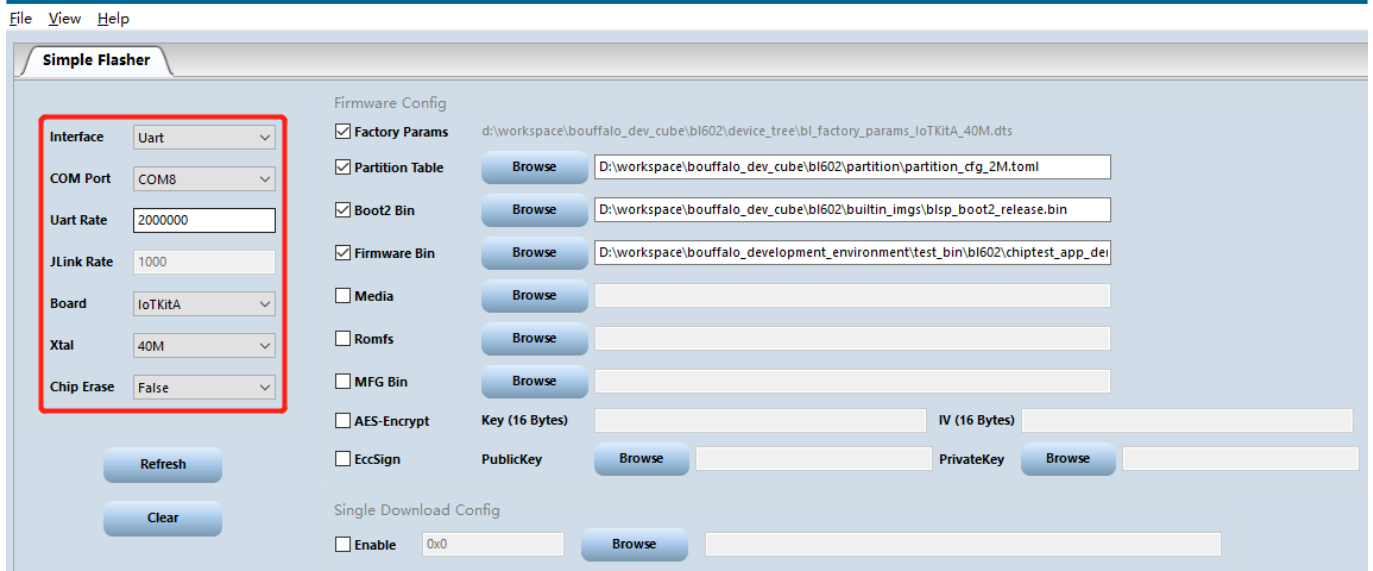 File View Help
Simple Flasher
Interface Uart
COM Port COM8
Uart Rate 2000000
JLink Rate 1000
Board IoTKitA
Xtal 40M
Chip Erase False
Refresh
Clear
Firmware Config
Factory Params d:\workspace\bouffalo_dev_cube\bl602\device_tree\bl_factory_params_IoTKitA_40M.dts
Partition Table Browse D:\workspace\bouffalo_dev_cube\bl602\partition\partition_cfg_2M.toml
Boot2 Bin Browse D:\workspace\bouffalo_dev_cube\bl602\builtin_imgs\blsp_boot2_release.bin
Firmware Bin Browse D:\workspace\bouffalo_development_environment\test_bin\bl602\chiptest_app_der
Media Browse
Romfs Browse
MFG Bin Browse
AES-Encrypt Key (16 Bytes) IV (16 Bytes)
EccSign PublicKey Browse PrivateKey Browse
Single Download Config
Enable 0x0 Browse